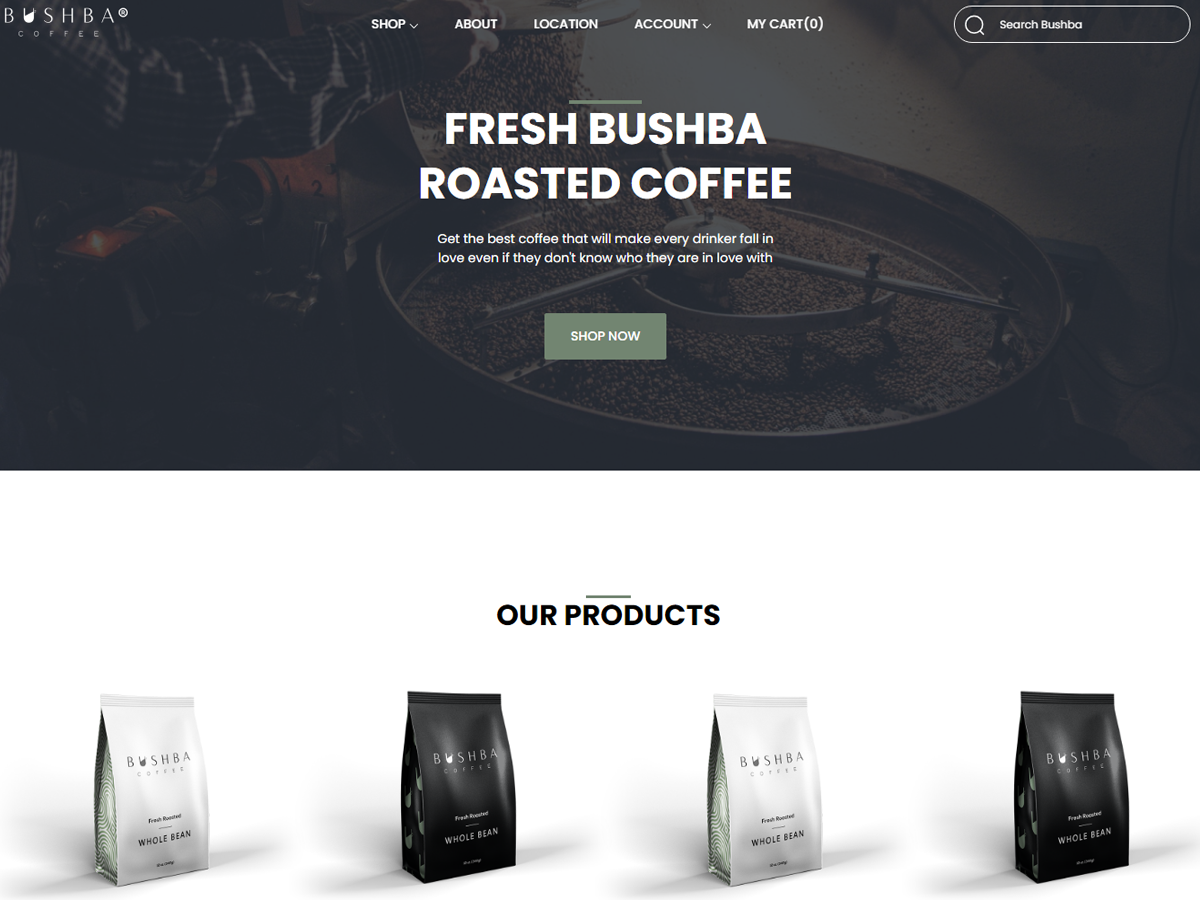 BUSHBA®
COFFEE
SHOP
ABOUT
LOCATION
ACCOUNT
MY CART(0)
Search Bushba
1 2
FRESH BUSHBA
ROASTED COFFEE
Get the best coffee that will make every drinker fall in
love even if they don't know who they are in love with
SHOP NOW
OUR PRODUCTS
BUSHBA
COFFEE
Fresh Roasted
WHOLE BEAN
BUSHBA
COFFEE
Fresh Roasted
WHOLE BEAN
BUSHBA
COFFEE
Fresh Roasted
WHOLE BEAN
BUSHBA
COFFEE
Fresh Roasted
WHOLE BEAN